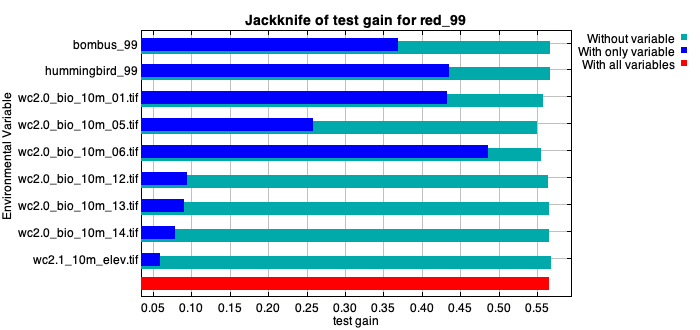 Jackknife of test gain for red_99
Without variable
With only variable
With all variables
Environmental Variable
bombus_99
hummingbird_99
wc2.0_bio_10m_01.tif
wc2.0_bio_10m_05.tif
wc2.0_bio_10m_06.tif
wc2.0_bio_10m_12.tif
wc2.0_bio_10m_13.tif
wc2.0_bio_10m_14.tif
wc2.1_10m_elev.tif
0.05 0.10 0.15 0.20 0.25 0.30 0.35 0.40 0.45 0.50 0.55
test gain